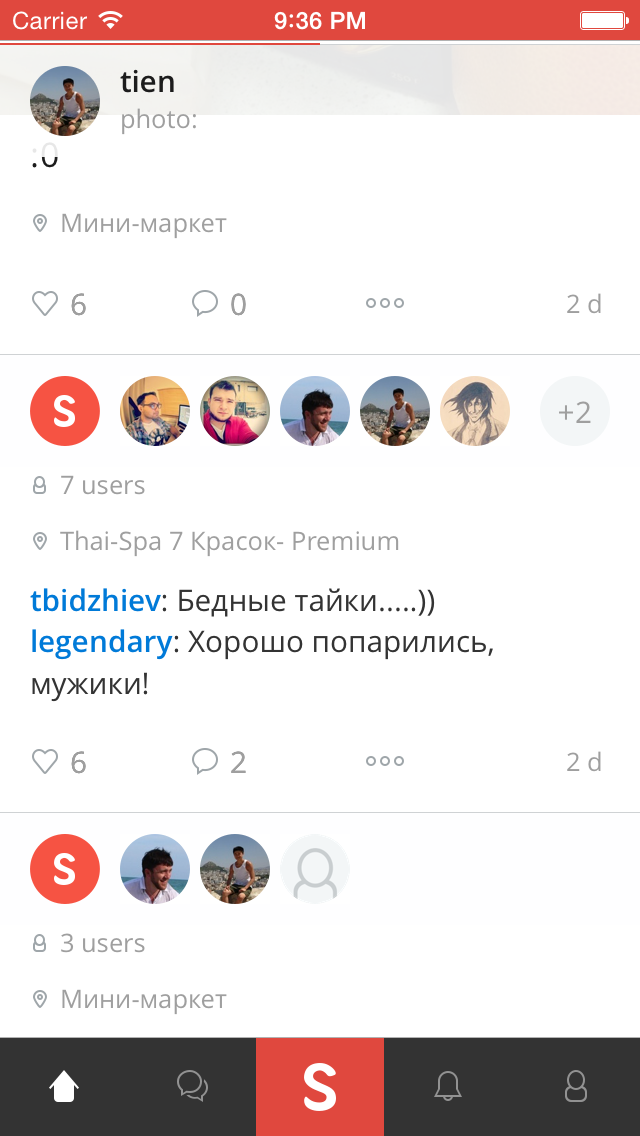 Carrier 9:36 PM
tien
photo:
:0
Мини-маркет
6 0 2 d
S +2
7 users
Thai-Spa 7 Красок- Premium
tbidzhiev: Бедные тайки.....))
legendary: Хорошо попарились,
мужики!
6 2 2 d
S
3 users
Мини-маркет
S